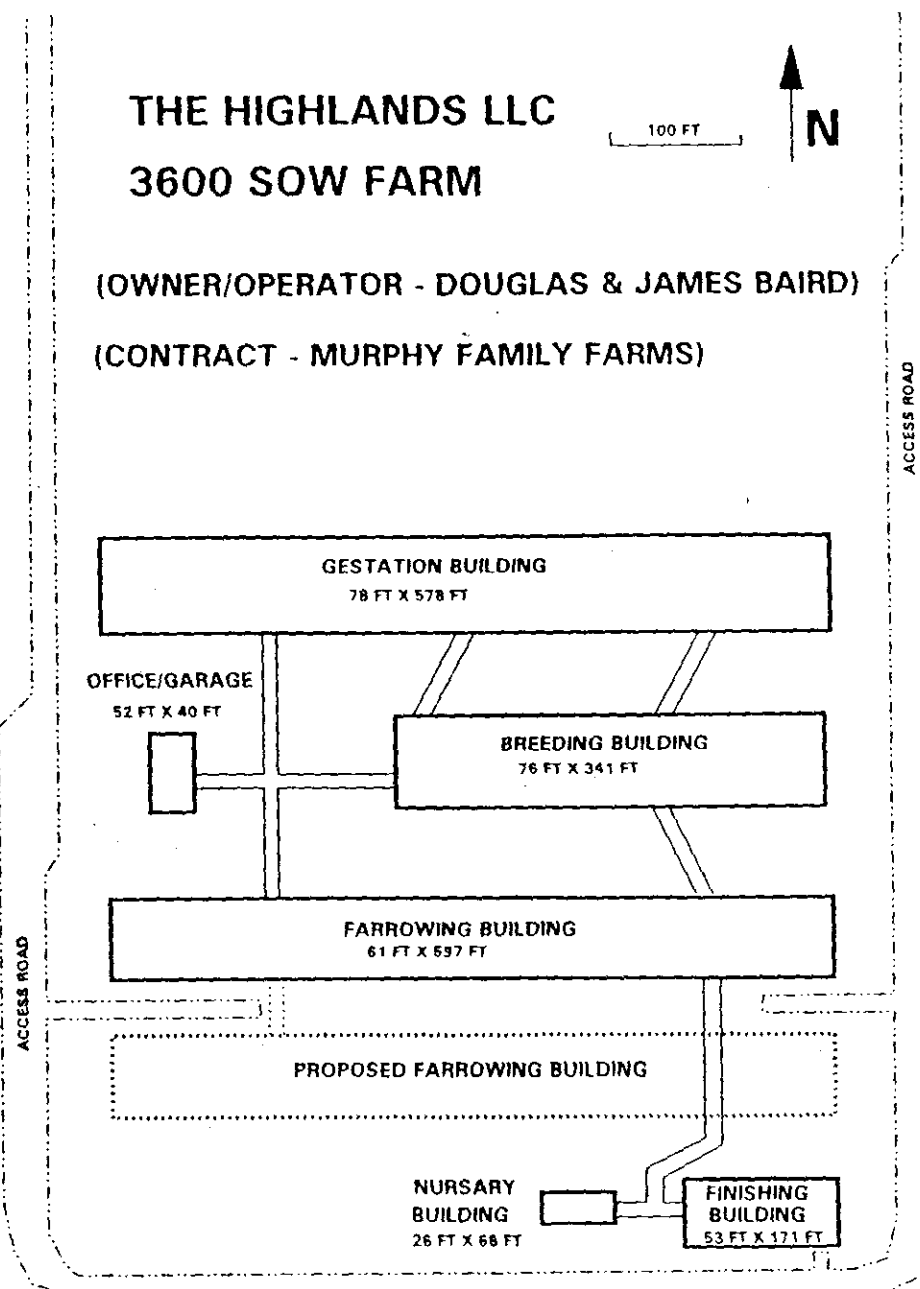 THE HIGHLANDS LLC
100 FT
N
3600 SOW FARM
(OWNER/OPERATOR - DOUGLAS & JAMES BAIRD)
(CONTRACT - MURPHY FAMILY FARMS)
ACCESS ROAD
GESTATION BUILDING
78 FT X 578 FT
OFFICE/GARAGE
52 FT X 40 FT
BREEDING BUILDING
76 FT X 341 FT
FARROWING BUILDING
61 FT X 597 FT
ACCESS ROAD
PROPOSED FARROWING BUILDING
NURSARY
BUILDING
26 FT X 68 FT
FINISHING
BUILDING
53 FT X 171 FT